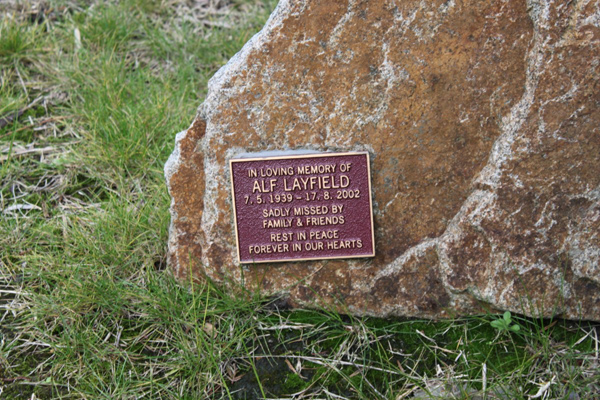 IN LOVING MEMORY OF
ALF LAYFIELD
7. 5. 1939 - 17. 8. 2002
SADLY MISSED BY
FAMILY & FRIENDS
REST IN PEACE
FOREVER IN OUR HEARTS